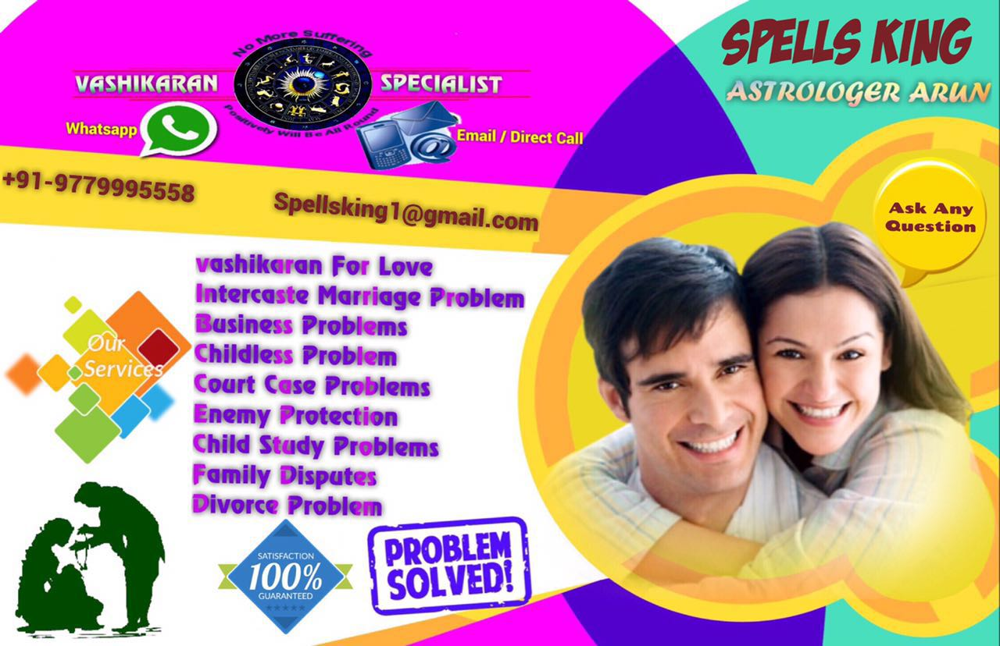 SPELLS KING
ASTROLOGER ARUN
No More Suffering
VASHIKARAN SPECIALIST
Positively Will Be All Round
Whatsapp
Email / Direct Call
+91-9779995558
Spellsking1@gmail.com
Ask Any
Question
vashikaran For Love
Intercaste Marriage Problem
Business Problems
Childless Problem
Court Case Problems
Enemy Protection
Child Study Problems
Family Disputes
Divorce Problem
Our
Services
SATISFACTION
100%
GUARANTEED
PROBLEM
SOLVED!